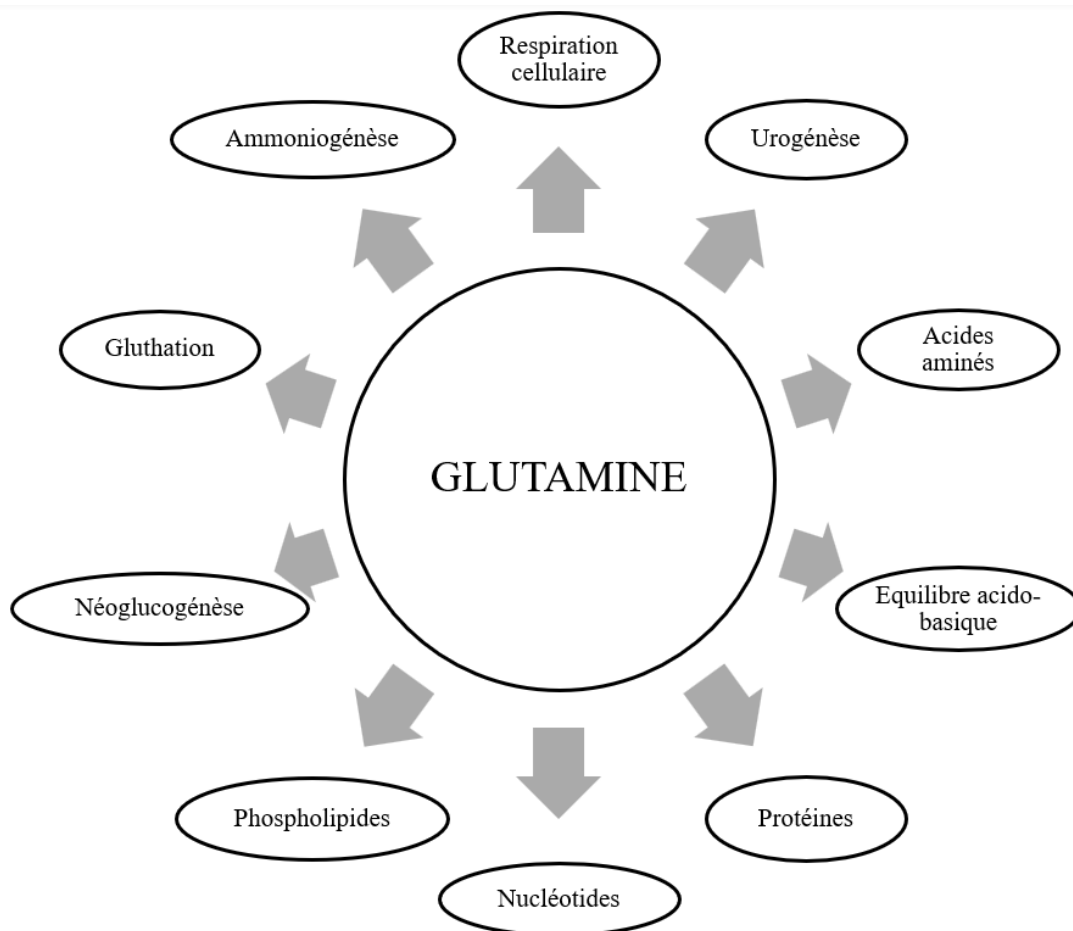 Respiration
cellulaire
Ammoniogénèse
Urogénèse
Gluthation
Acides
aminés
GLUTAMINE
Néoglucogénèse
Equilibre acido-
basique
Phospholipides
Protéines
Nucléotides